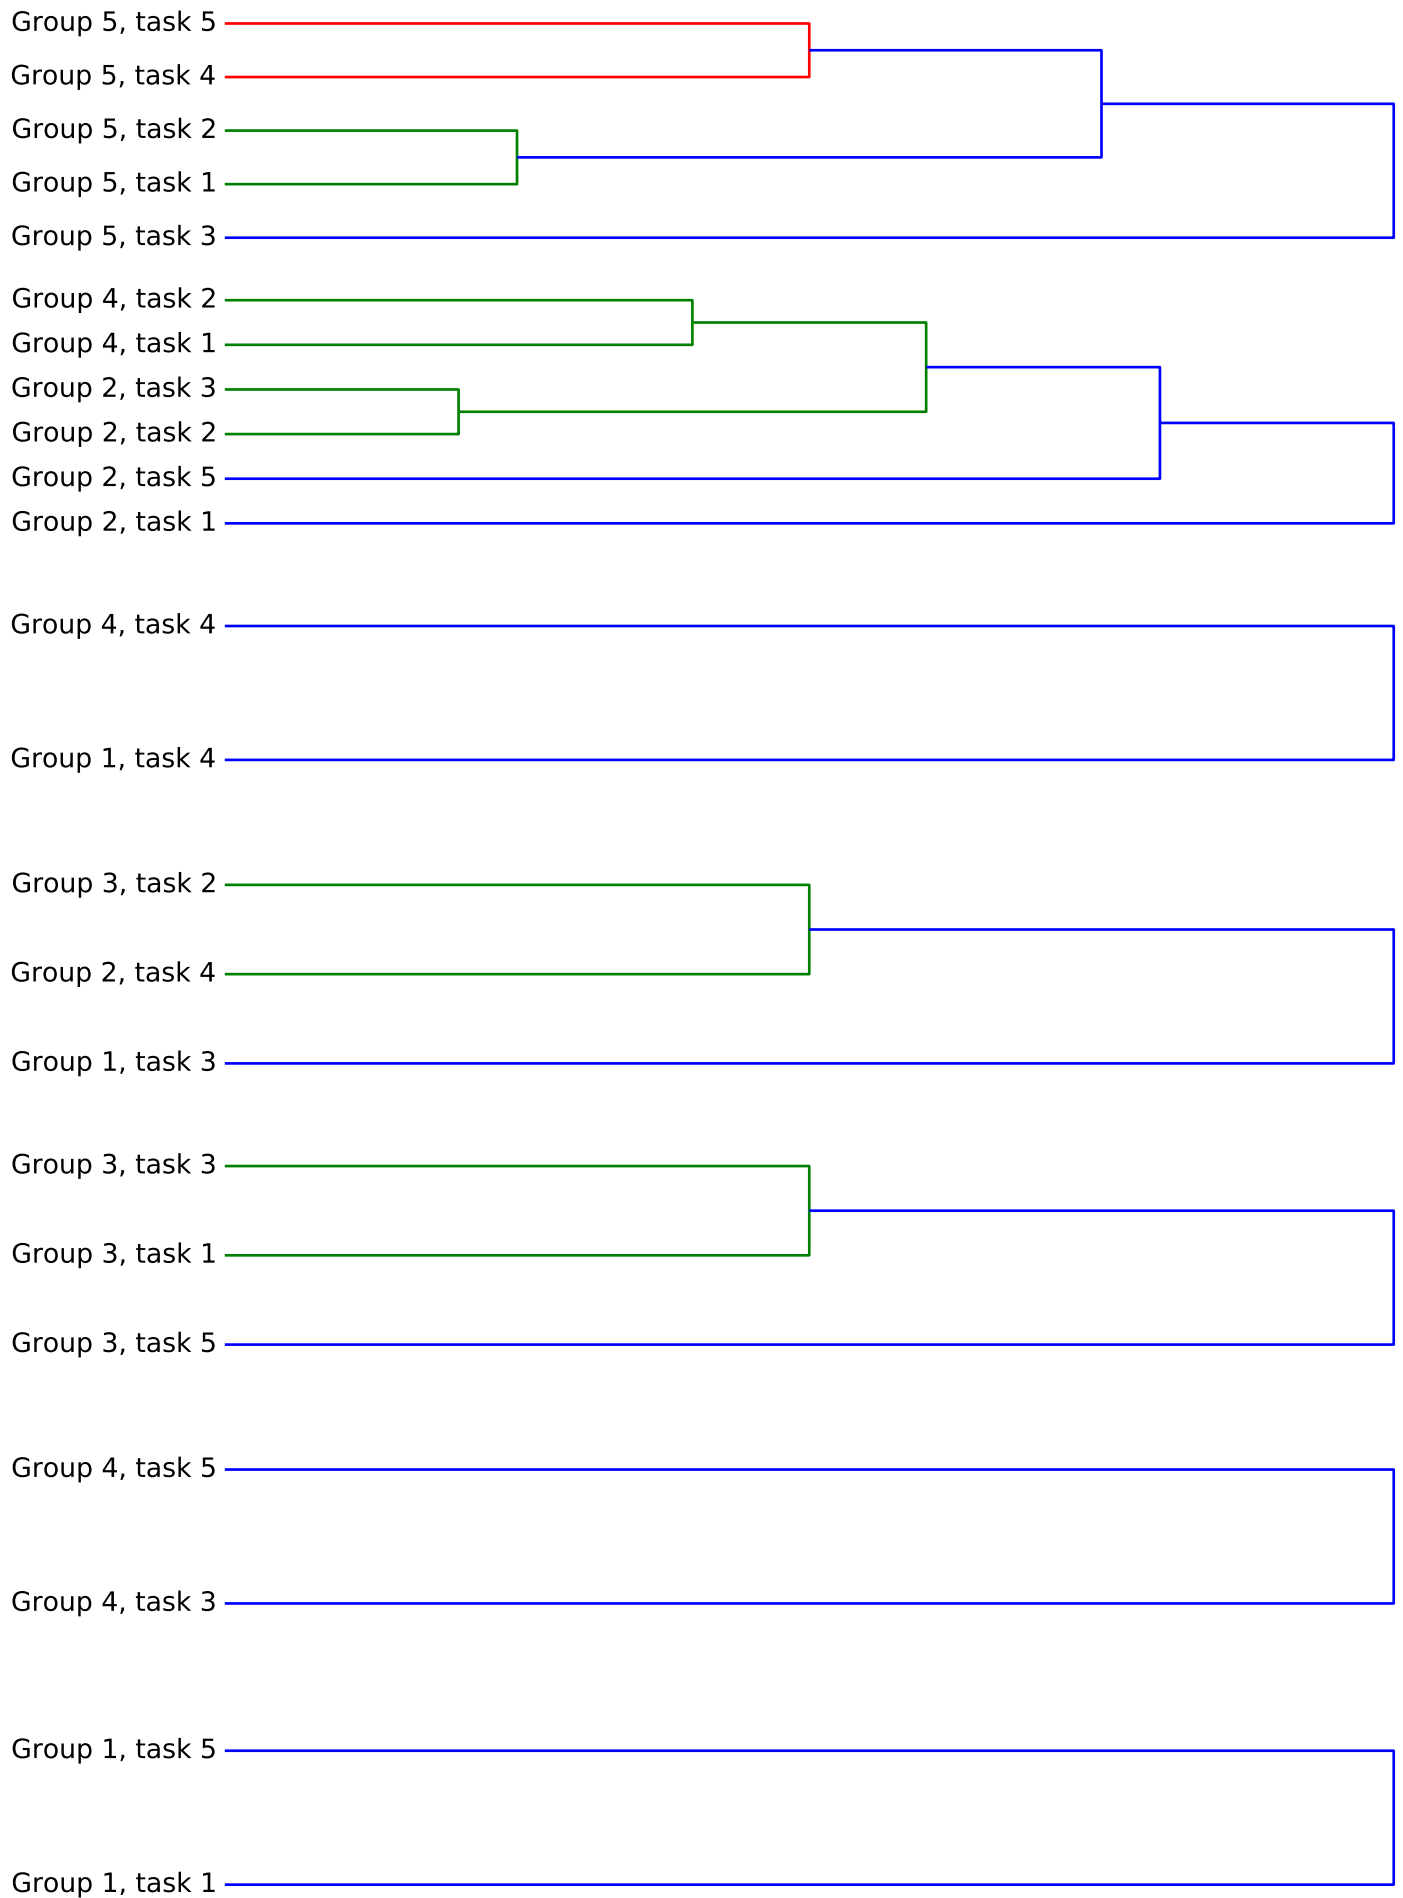 Group 5, task 5
Group 5, task 4
Group 5, task 2
Group 5, task 1
Group 5, task 3
Group 4, task 2
Group 4, task 1
Group 2, task 3
Group 2, task 2
Group 2, task 5
Group 2, task 1
Group 4, task 4
Group 1, task 4
Group 3, task 2
Group 2, task 4
Group 1, task 3
Group 3, task 3
Group 3, task 1
Group 3, task 5
Group 4, task 5
Group 4, task 3
Group 1, task 5
Group 1, task 1